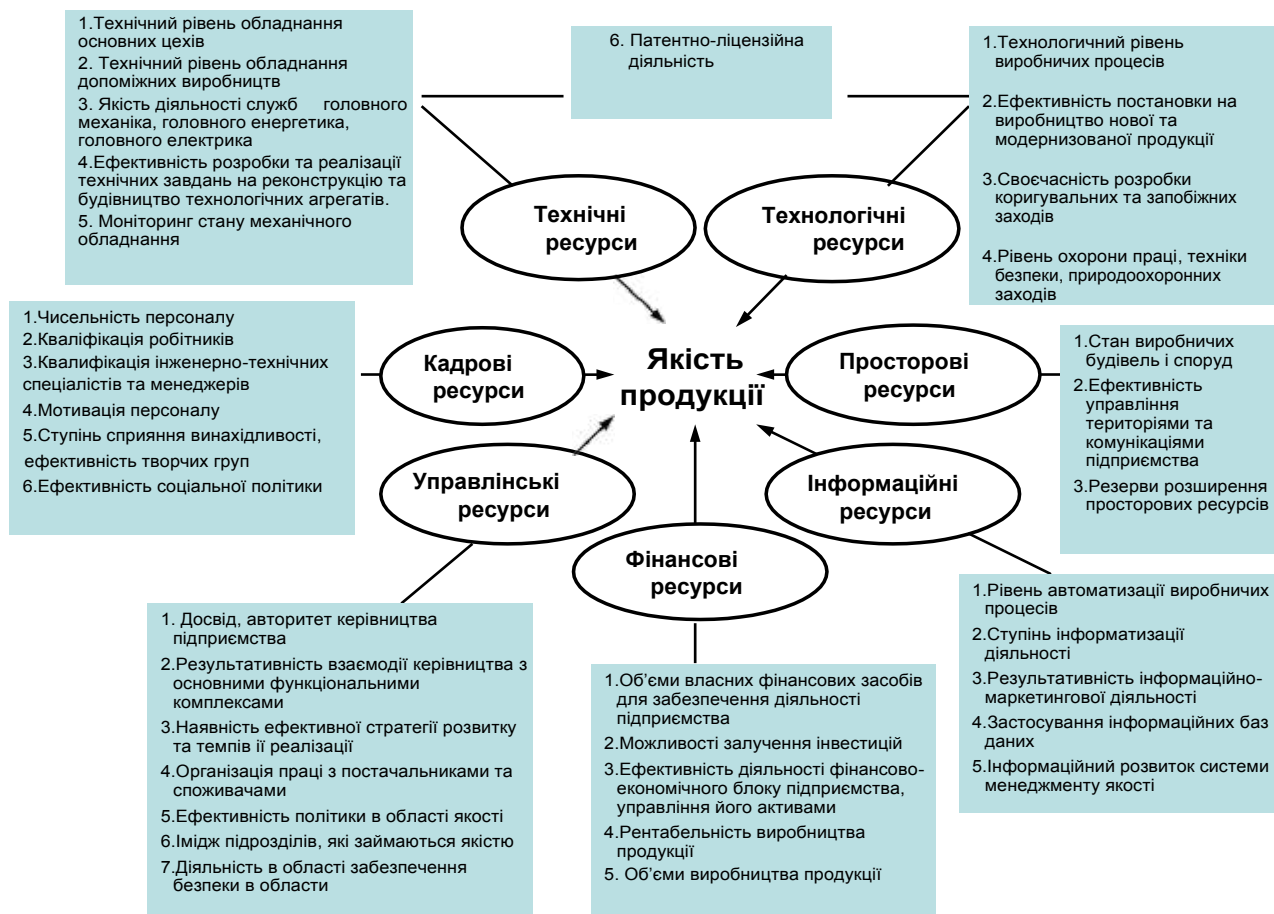 1.Технічний рівень обладнання
основних цехів
2. Технічний рівень обладнання
допоміжних виробництв
3. Якість діяльності служб головного
механіка, головного енергетика,
головного електрика
4.Ефективність розробки та реалізації
технічних завдань на реконструкцію та
будівництво технологічних агрегатів.
5. Моніторинг стану механічного
обладнання
6. Патентно-ліцензійна
діяльність
1.Технологичний рівень
виробничих процесів
2.Ефективність постановки на
виробництво нової та
модернизованої продукції
3.Своєчасність розробки
коригувальних та запобіжних
заходів
4.Рівень охорони праці, техніки
безпеки, природоохоронних
заходів
Технічні
ресурси
Технологічні
ресурси
1.Чисельність персоналу
2.Кваліфікація робітників
3.Квалифікація інженерно-технічних
спеціалістів та менеджерів
4.Мотивація персоналу
5.Ступінь сприяння винахідливості,
ефективність творчих груп
6.Ефективність соціальної політики
Кадрові
ресурси
Якість
продукції
Просторові
ресурси
1.Стан виробничих
будівель і споруд
2.Ефективність
управління
територіями та
комунікаціями
підприємства
3.Резерви розширення
просторових ресурсів
Управлінські
ресурси
Фінансові
ресурси
Інформаційні
ресурси
1. Досвід, авторитет керівництва
підприємства
2.Результативність взаємодії керівництва з
основними функціональними
комплексами
3.Наявність ефективної стратегії розвитку
та темпів її реалізації
4.Організація праці з постачальниками та
споживачами
5.Ефективність політики в області якості
6.Імідж підрозділів, які займаються якістю
7.Діяльність в області забезпечення
безпеки в области
1.Об’єми власних фінансових засобів
для забезпечення діяльності
підприємства
2.Можливості залучення інвестицій
3.Ефективність діяльності фінансово-
економічного блоку підприємства,
управління його активами
4.Рентабельність виробництва
продукції
5. Об’єми виробництва продукції
1.Рівень автоматизації виробничих
процесів
2.Ступінь інформатизації
діяльності
3.Результативність інформаційно-
маркетингової діяльності
4.Застосування інформаційних баз
даних
5.Інформаційний розвиток системи
менеджменту якості